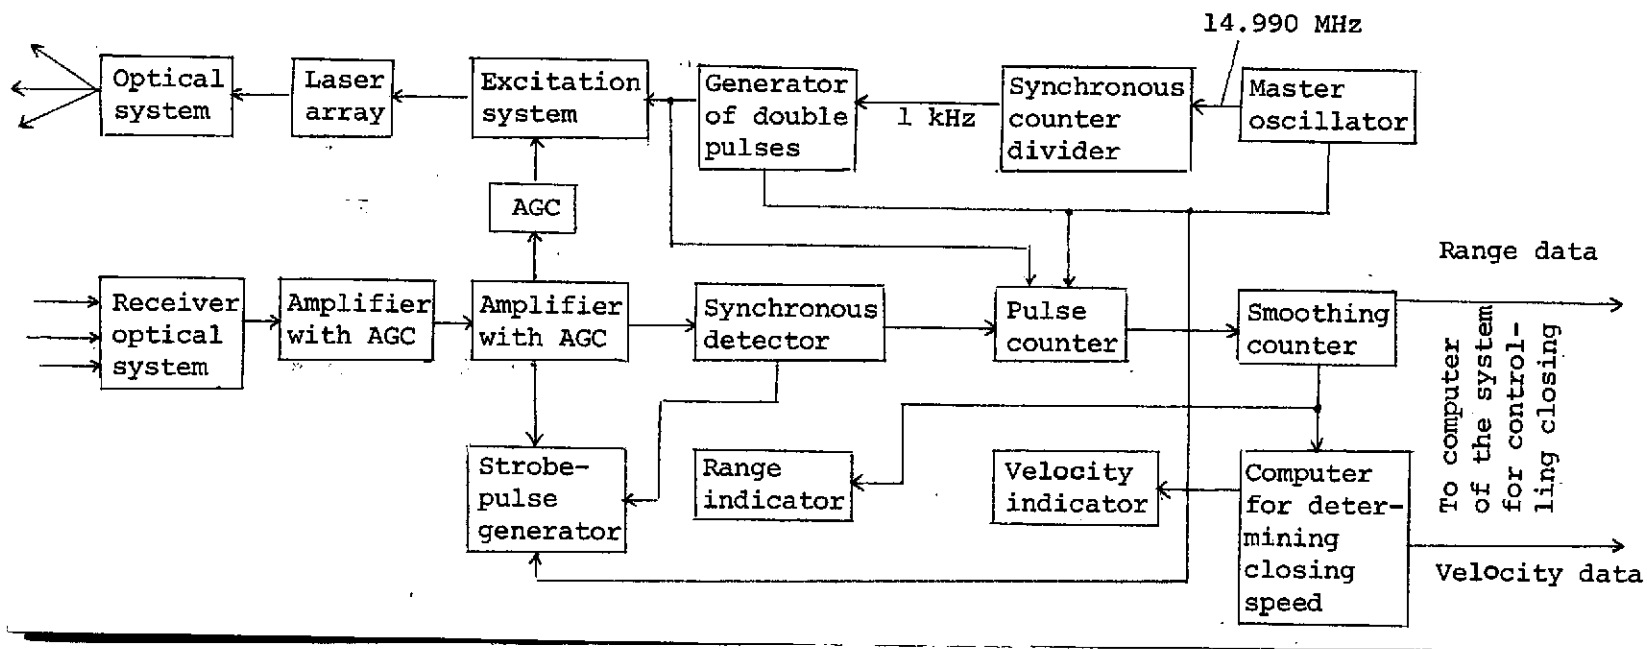 14.990 MHz
Optical
system
Laser
array
Excitation
system
Generator
of double
pulses
1 kHz
Synchronous
counter
divider
Master
oscillator
AGC
Range data
Receiver
optical
system
Amplifier
with AGC
Amplifier
with AGC
Synchronous
detector
Pulse
counter
Smoothing
counter
To computer
of the system
for control-
ling closing
Strobe-
pulse
generator
Range
indicator
Velocity
indicator
Computer
for deter-
mining
closing
speed
Velocity data